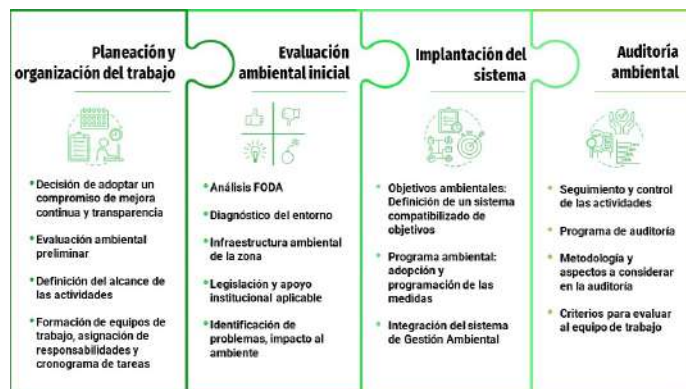 Planeación y
organización del trabajo
• Decisión de adoptar un
compromiso de mejora
continua y transparencia
• Evaluación ambiental
preliminar
• Definición del alcance de
las actividades
• Formación de equipos de
trabajo, asignación de
responsabilidades y
cronograma de tareas
Evaluación
ambiental inicial
• Análisis FODA
• Diagnóstico del entorno
• Infraestructura ambiental
de la zona
• Legislación y apoyo
institucional aplicable
• Identificación de
problemas, impacto al
ambiente
Implantación del
sistema
• Objetivos ambientales:
Definición de un sistema
compatibilizado de
objetivos
• Programa ambiental:
adopción y
programación de las
medidas
• Integración del sistema
de Gestión Ambiental
Auditoría
ambiental
• Seguimiento y control
de las actividades
• Programa de auditoría
• Metodología y
aspectos a considerar
en la auditoría
• Criterios para evaluar
al equipo de trabajo